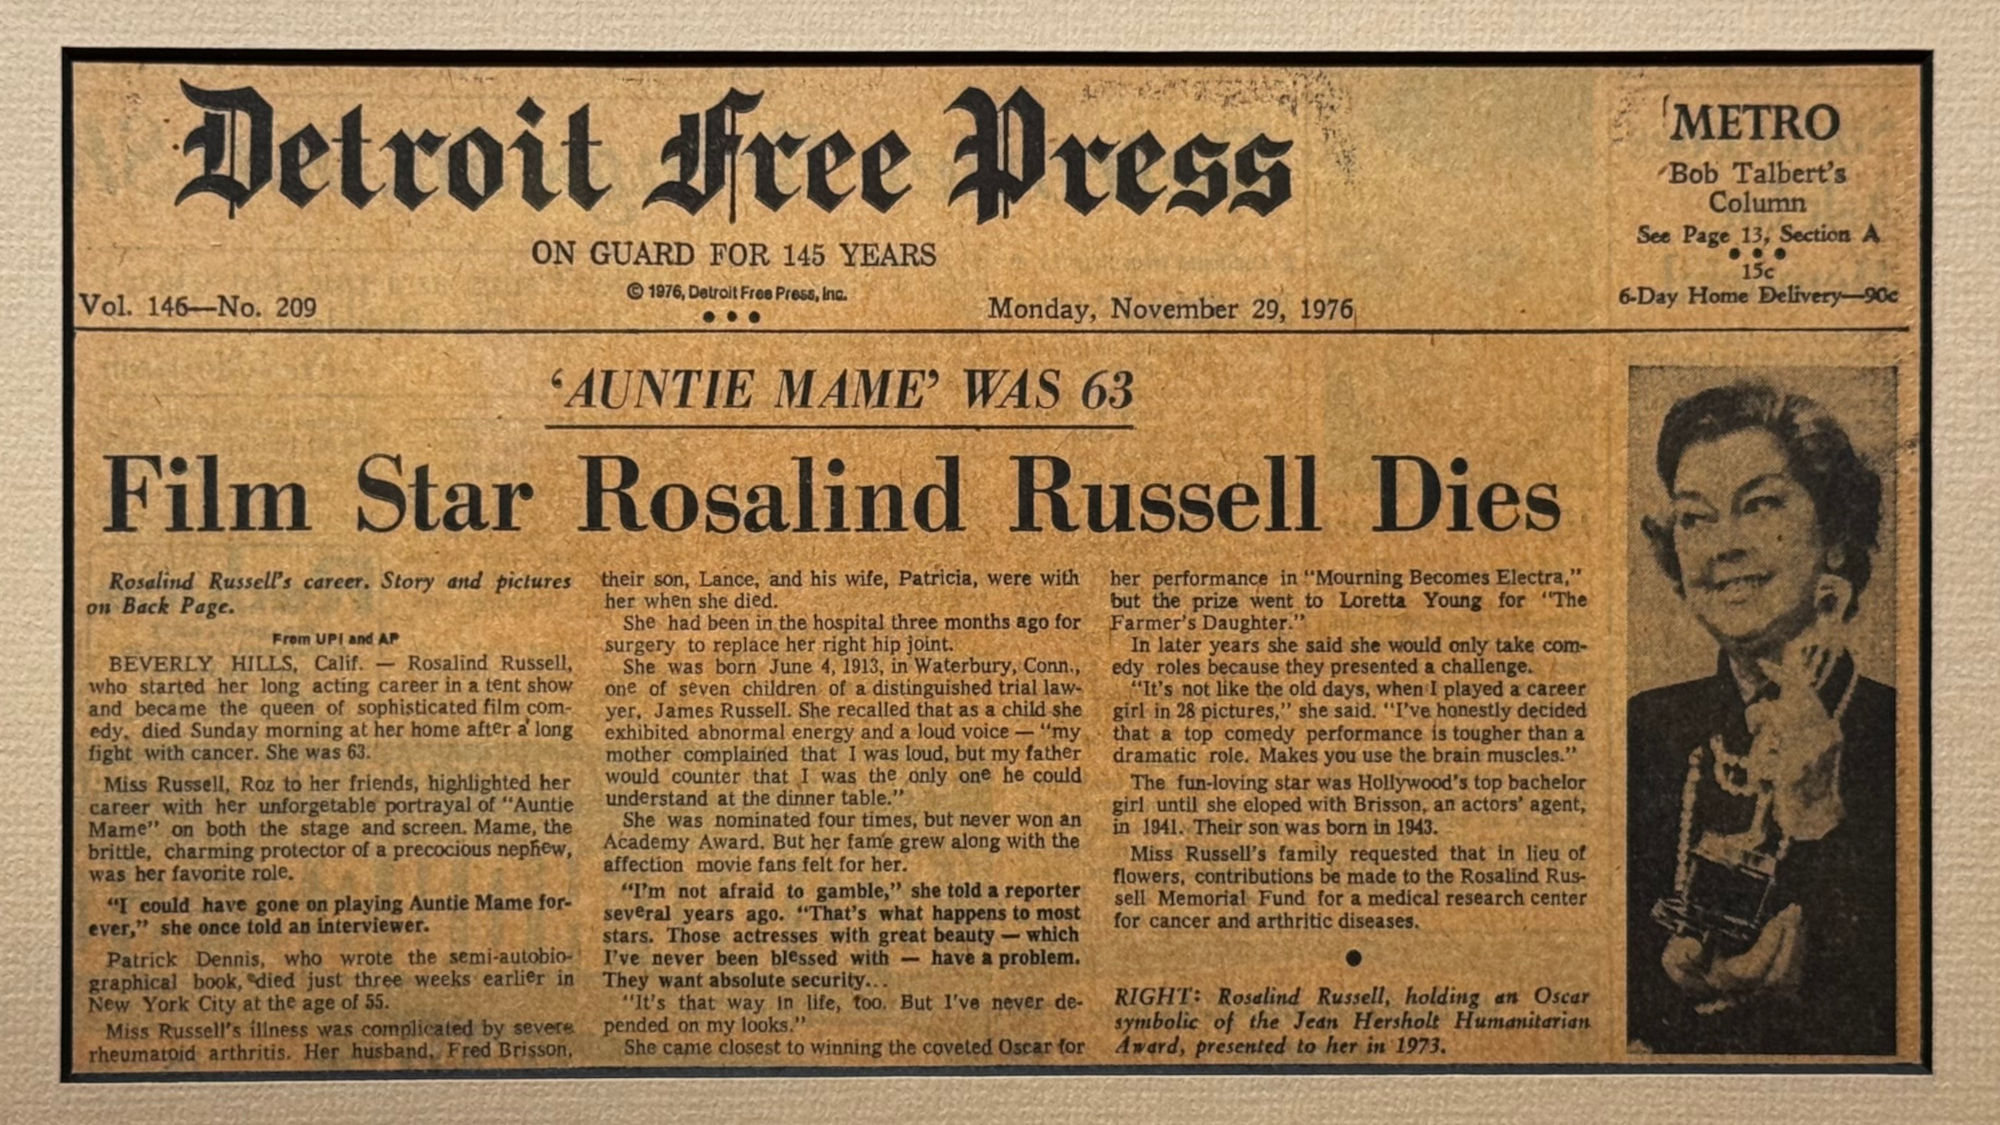 Detroit Free Press
ON GUARD FOR 145 YEARS
Vol. 146—No. 209
© 1976, Detroit Free Press, Inc.
● ● ●
Monday, November 29, 1976
METRO
Bob Talbert's
Column
See Page 13, Section A
● ● ●
15c
6-Day Home Delivery—90c
'AUNTIE MAME' WAS 63
Film Star Rosalind Russell Dies
Rosalind Russell's career. Story and pictures
on Back Page.
From UPI and AP
BEVERLY HILLS, Calif. — Rosalind Russell,
who started her long acting career in a tent show
and became the queen of sophisticated film com-
edy, died Sunday morning at her home after a long
fight with cancer. She was 63.
Miss Russell, Roz to her friends, highlighted her
career with her unforgetable portrayal of "Auntie
Mame" on both the stage and screen. Mame, the
brittle, charming protector of a precocious nephew,
was her favorite role.
"I could have gone on playing Auntie Mame for-
ever," she once told an interviewer.
Patrick Dennis, who wrote the semi-autobio-
graphical book, died just three weeks earlier in
New York City at the age of 55.
Miss Russell's illness was complicated by severe
rheumatoid arthritis. Her husband, Fred Brisson,
their son, Lance, and his wife, Patricia, were with
her when she died.
She had been in the hospital three months ago for
surgery to replace her right hip joint.
She was born June 4, 1913, in Waterbury, Conn.,
one of seven children of a distinguished trial law-
yer, James Russell. She recalled that as a child she
exhibited abnormal energy and a loud voice — "my
mother complained that I was loud, but my father
would counter that I was the only one he could
understand at the dinner table."
She was nominated four times, but never won an
Academy Award. But her fame grew along with the
affection movie fans felt for her.
"I'm not afraid to gamble," she told a reporter
several years ago. "That's what happens to most
stars. Those actresses with great beauty — which
I've never been blessed with — have a problem.
They want absolute security...
"It's that way in life, too. But I've never de-
pended on my looks."
She came closest to winning the coveted Oscar for
her performance in "Mourning Becomes Electra,"
but the prize went to Loretta Young for "The
Farmer's Daughter."
In later years she said she would only take com-
edy roles because they presented a challenge.
"It's not like the old days, when I played a career
girl in 28 pictures," she said. "I've honestly decided
that a top comedy performance is tougher than a
dramatic role. Makes you use the brain muscles."
The fun-loving star was Hollywood's top bachelor
girl until she eloped with Brisson, an actors' agent,
in 1941. Their son was born in 1943.
Miss Russell's family requested that in lieu of
flowers, contributions be made to the Rosalind Rus-
sell Memorial Fund for a medical research center
for cancer and arthritic diseases.
●
RIGHT: Rosalind Russell, holding an Oscar
symbolic of the Jean Hersholt Humanitarian
Award, presented to her in 1973.